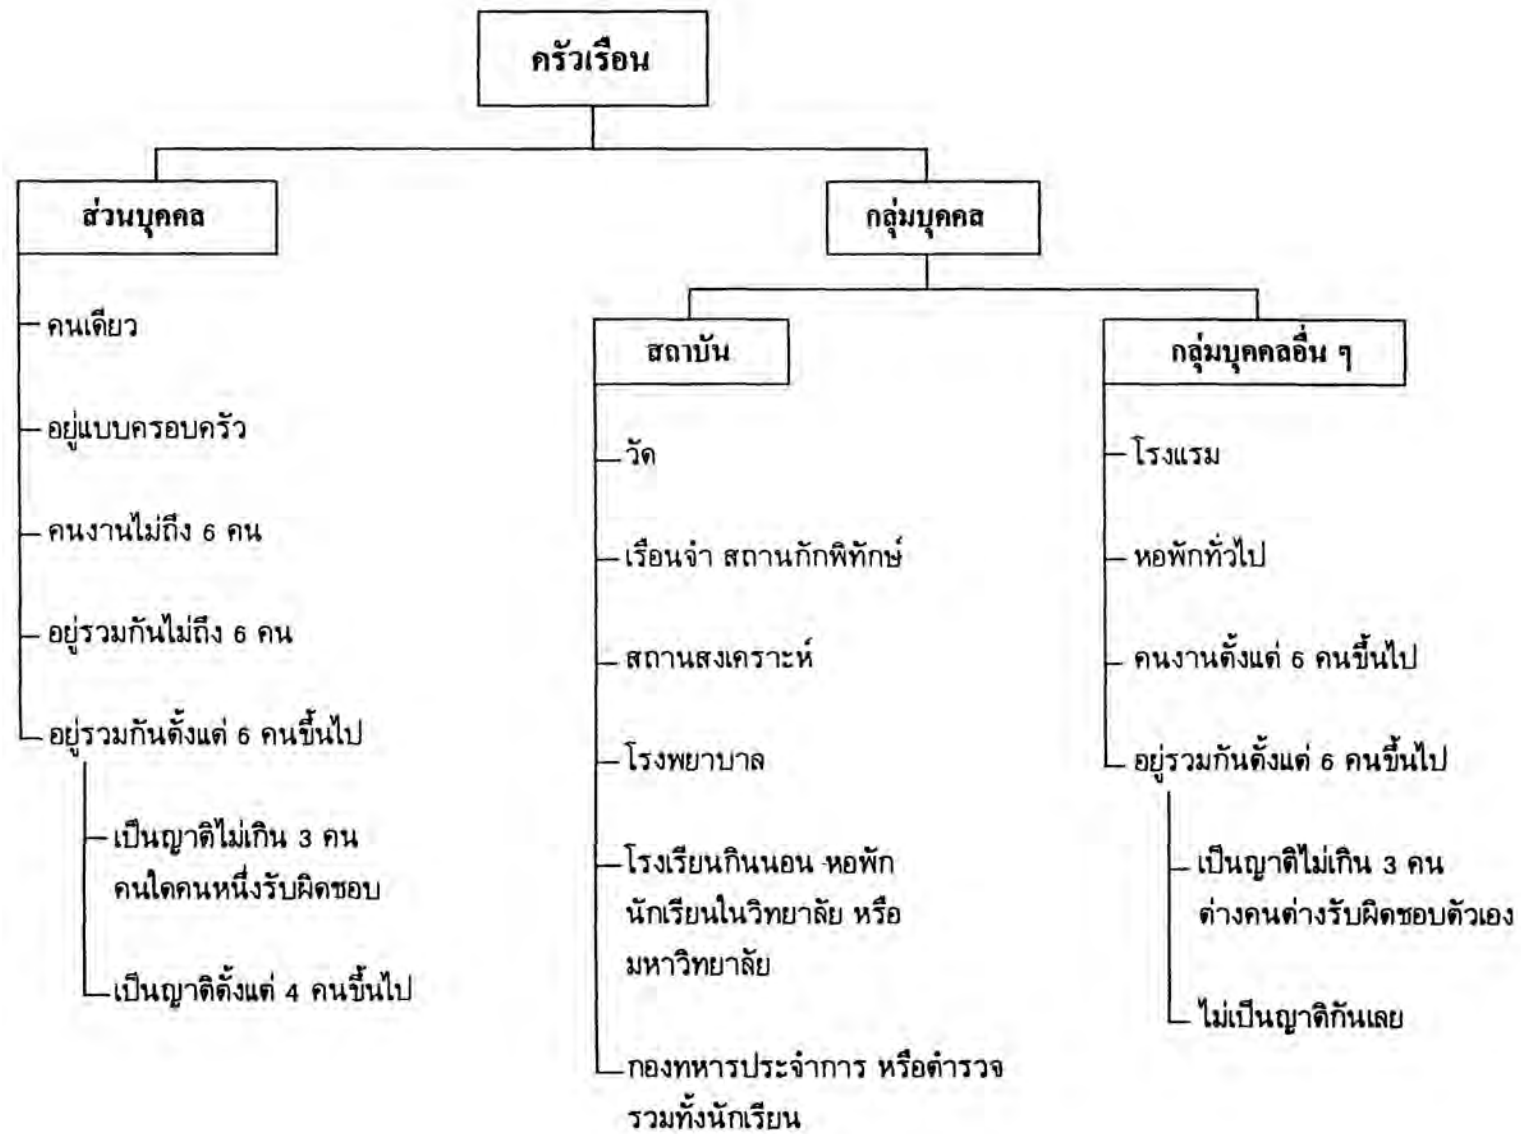 ครัวเรือน
ส่วนบุคคล
กลุ่มบุคคล
คนเดียว
อยู่แบบครอบครัว
คนงานไม่ถึง 6 คน
อยู่รวมกันไม่ถึง 6 คน
อยู่รวมกันตั้งแต่ 6 คนขึ้นไป
เป็นญาติไม่เกิน 3 คน
คนใดคนหนึ่งรับผิดชอบ
เป็นญาติตั้งแต่ 4 คนขึ้นไป
สถาบัน
วัด
เรือนจำ สถานกักพิทักษ์
สถานสงเคราะห์
โรงพยาบาล
โรงเรียนกินนอน หอพัก
นักเรียนในวิทยาลัย หรือ
มหาวิทยาลัย
กองทหารประจำการ หรือตำรวจ
รวมทั้งนักเรียน
กลุ่มบุคคลอื่น ๆ
โรงแรม
หอพักทั่วไป
คนงานตั้งแต่ 6 คนขึ้นไป
อยู่รวมกันตั้งแต่ 6 คนขึ้นไป
เป็นญาติไม่เกิน 3 คน
ต่างคนต่างรับผิดชอบตัวเอง
ไม่เป็นญาติกันเลย